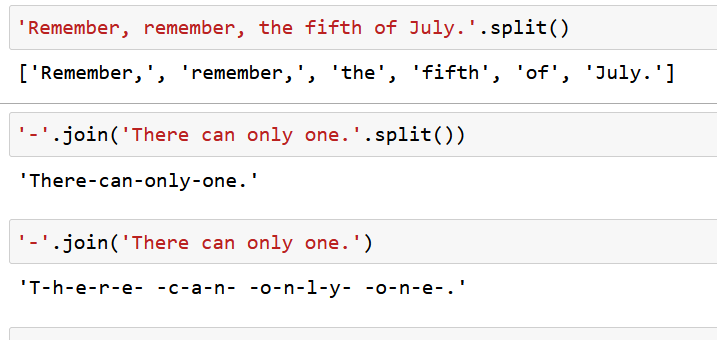 'Remember, remember, the fifth of July.'.split()
['Remember,', 'remember,', 'the', 'fifth', 'of', 'July.']
'-'.join('There can only one.'.split())
'There-can-only-one.'
'-'.join('There can only one.')
'T-h-e-r-e- -c-a-n- -o-n-l-y- -o-n-e-.'